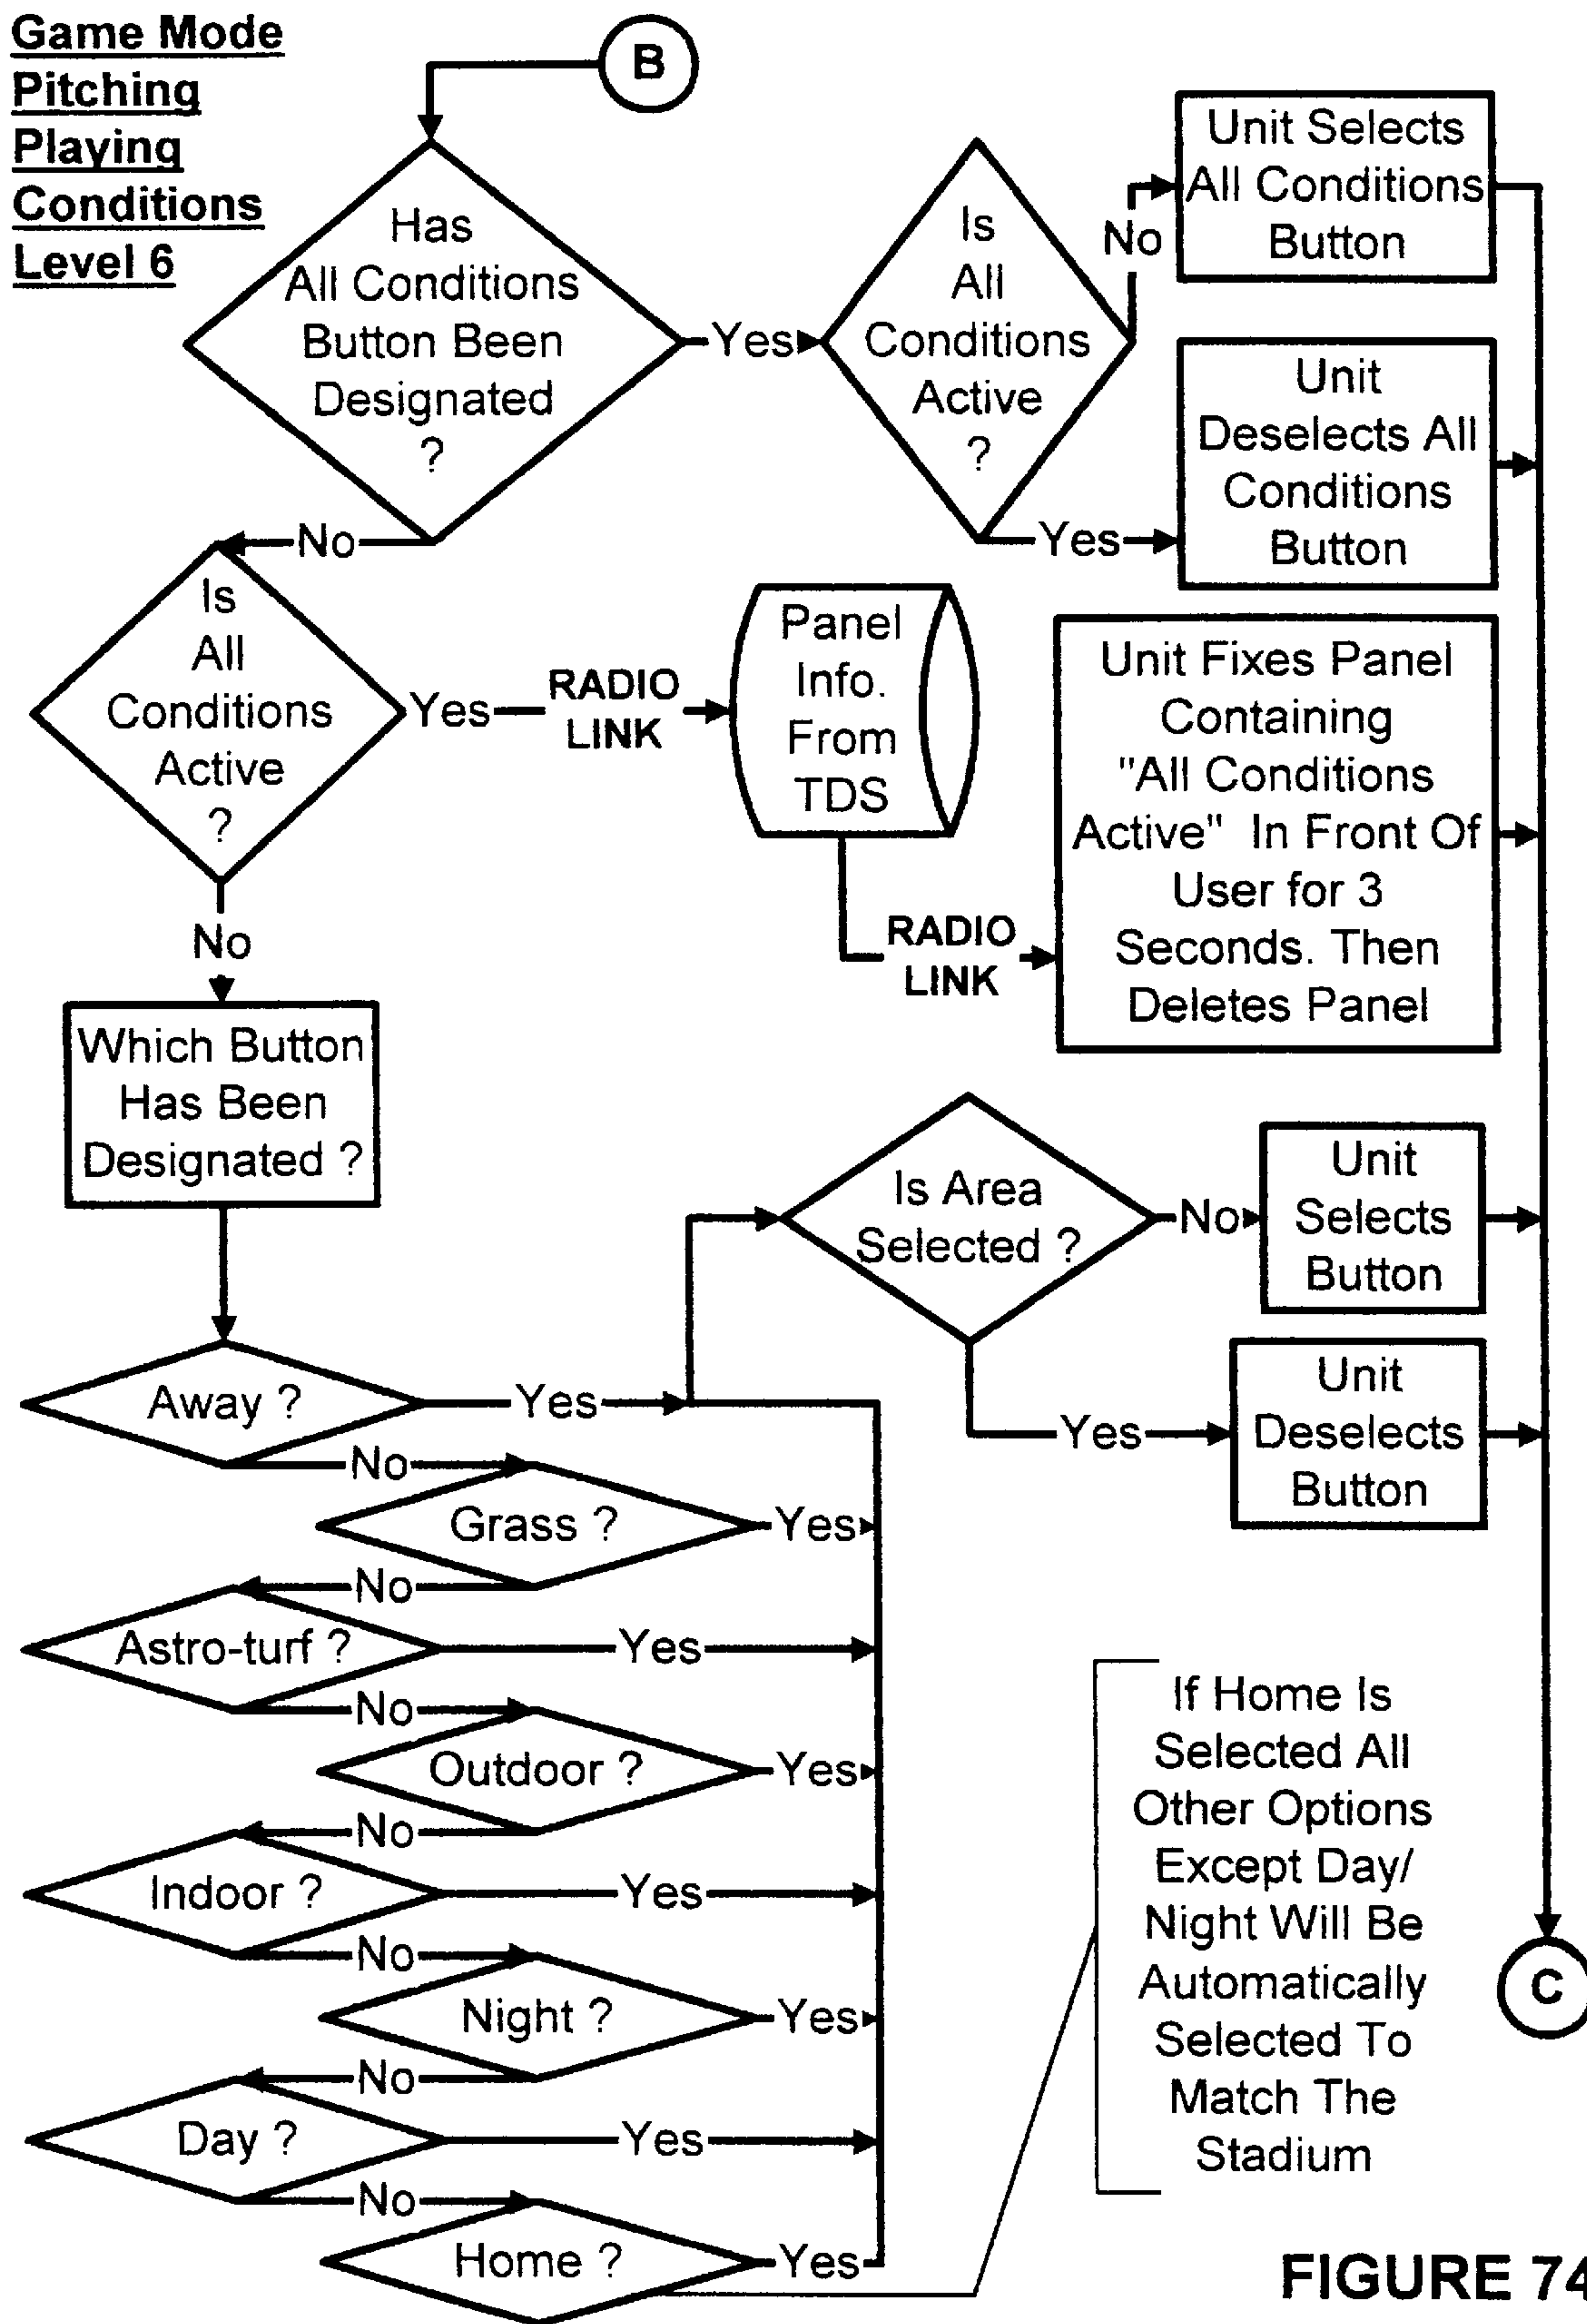 Game Mode
Pitching
Playing
Conditions
Level 6
B
Has
All Conditions
Button Been
Designated
?
Yes
Is
All
Conditions
Active
?
No
Unit Selects
All Conditions
Button
Yes
Unit
Deselects All
Conditions
Button
No
Is
All
Conditions
Active
?
Yes
RADIO
LINK
Panel
Info.
From
TDS
RADIO
LINK
Unit Fixes Panel
Containing
"All Conditions
Active" In Front Of
User for 3
Seconds. Then
Deletes Panel
No
Which Button
Has Been
Designated ?
Is Area
Selected ?
No
Unit
Selects
Button
Yes
Unit
Deselects
Button
Away ?
Yes
No
Grass ?
Yes
No
Astro-turf ?
Yes
No
Outdoor ?
Yes
No
Indoor ?
Yes
No
Night ?
Yes
No
Day ?
Yes
No
Home ?
Yes
If Home Is
Selected All
Other Options
Except Day/
Night Will Be
Automatically
Selected To
Match The
Stadium
C
FIGURE 74